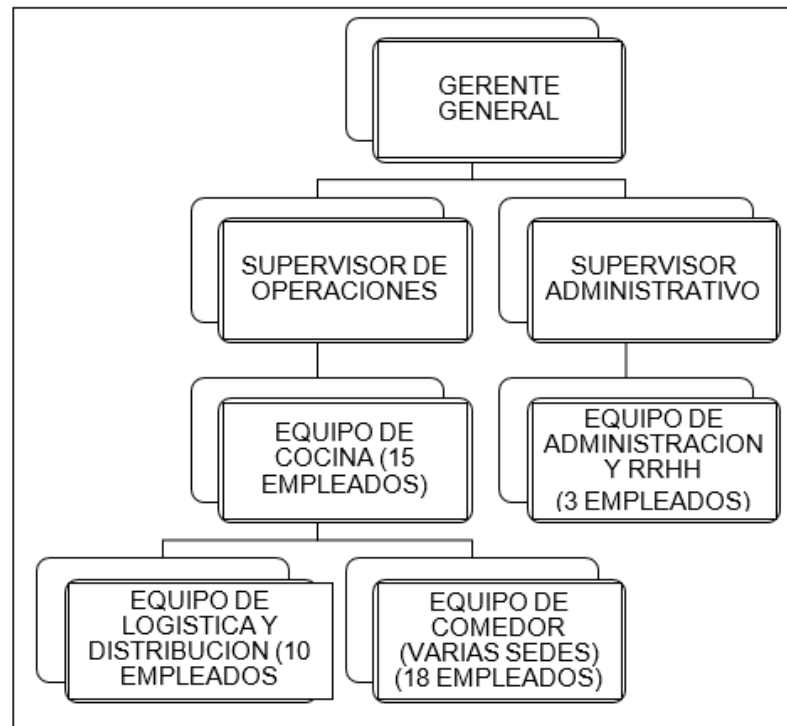 GERENTE
GENERAL
SUPERVISOR DE
OPERACIONES
SUPERVISOR
ADMINISTRATIVO
EQUIPO DE
COCINA (15
EMPLEADOS)
EQUIPO DE
ADMINISTRACION
Y RRHH
(3 EMPLEADOS)
EQUIPO DE
LOGISTICA Y
DISTRIBUCION (10
EMPLEADOS
EQUIPO DE
COMEDOR
(VARIAS SEDES)
(18 EMPLEADOS)